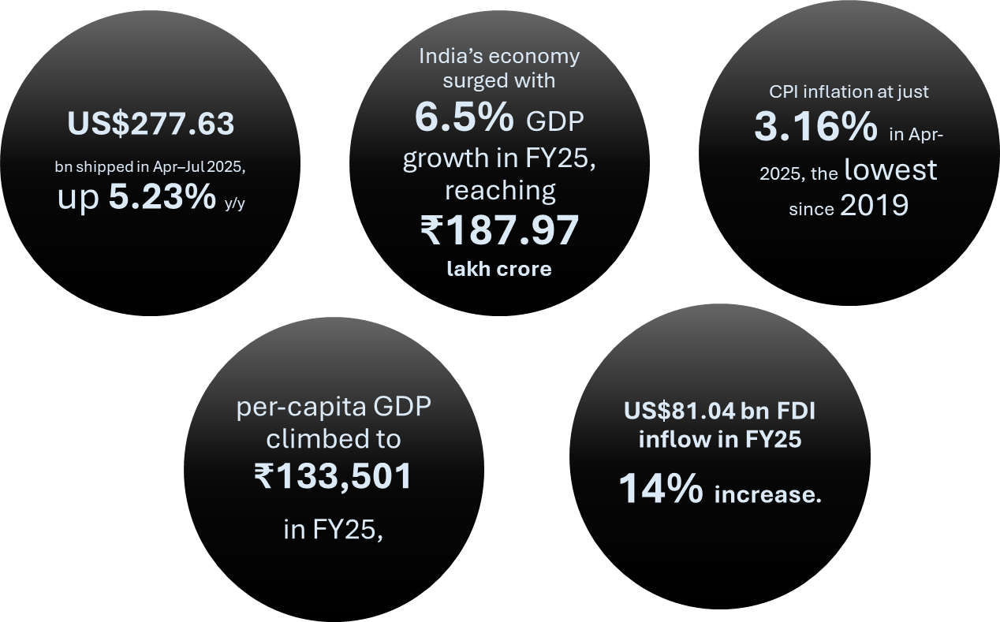 US$277.63
bn shipped in Apr–Jul 2025,
up 5.23% y/y
India’s economy
surged with
6.5% GDP
growth in FY25,
reaching
₹187.97
lakh crore
CPI inflation at just
3.16% in Apr-
2025, the lowest
since 2019
per-capita GDP
climbed to
₹133,501
in FY25,
US$81.04 bn FDI
inflow in FY25
14% increase.